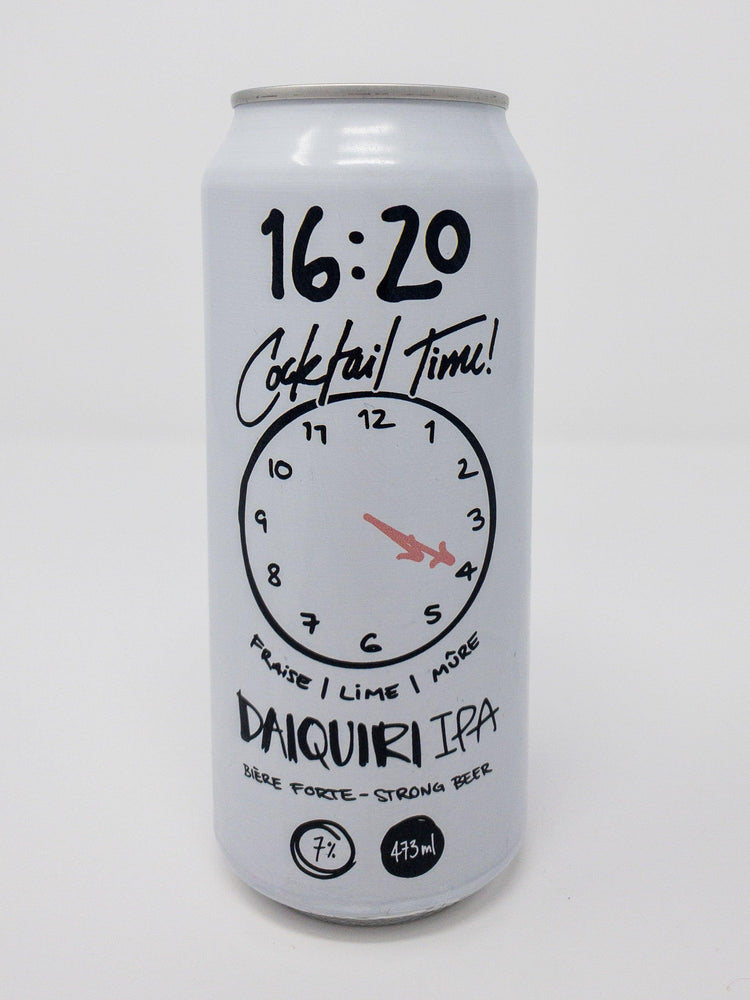 16:20
Cocktail Time!
12
11 1
10 2
9 3
8 4
7 5
6
FRAISE | LIME | MÛRE
DAIQUIRI IPA
BIÈRE FORTE - STRONG BEER
7% 473ml